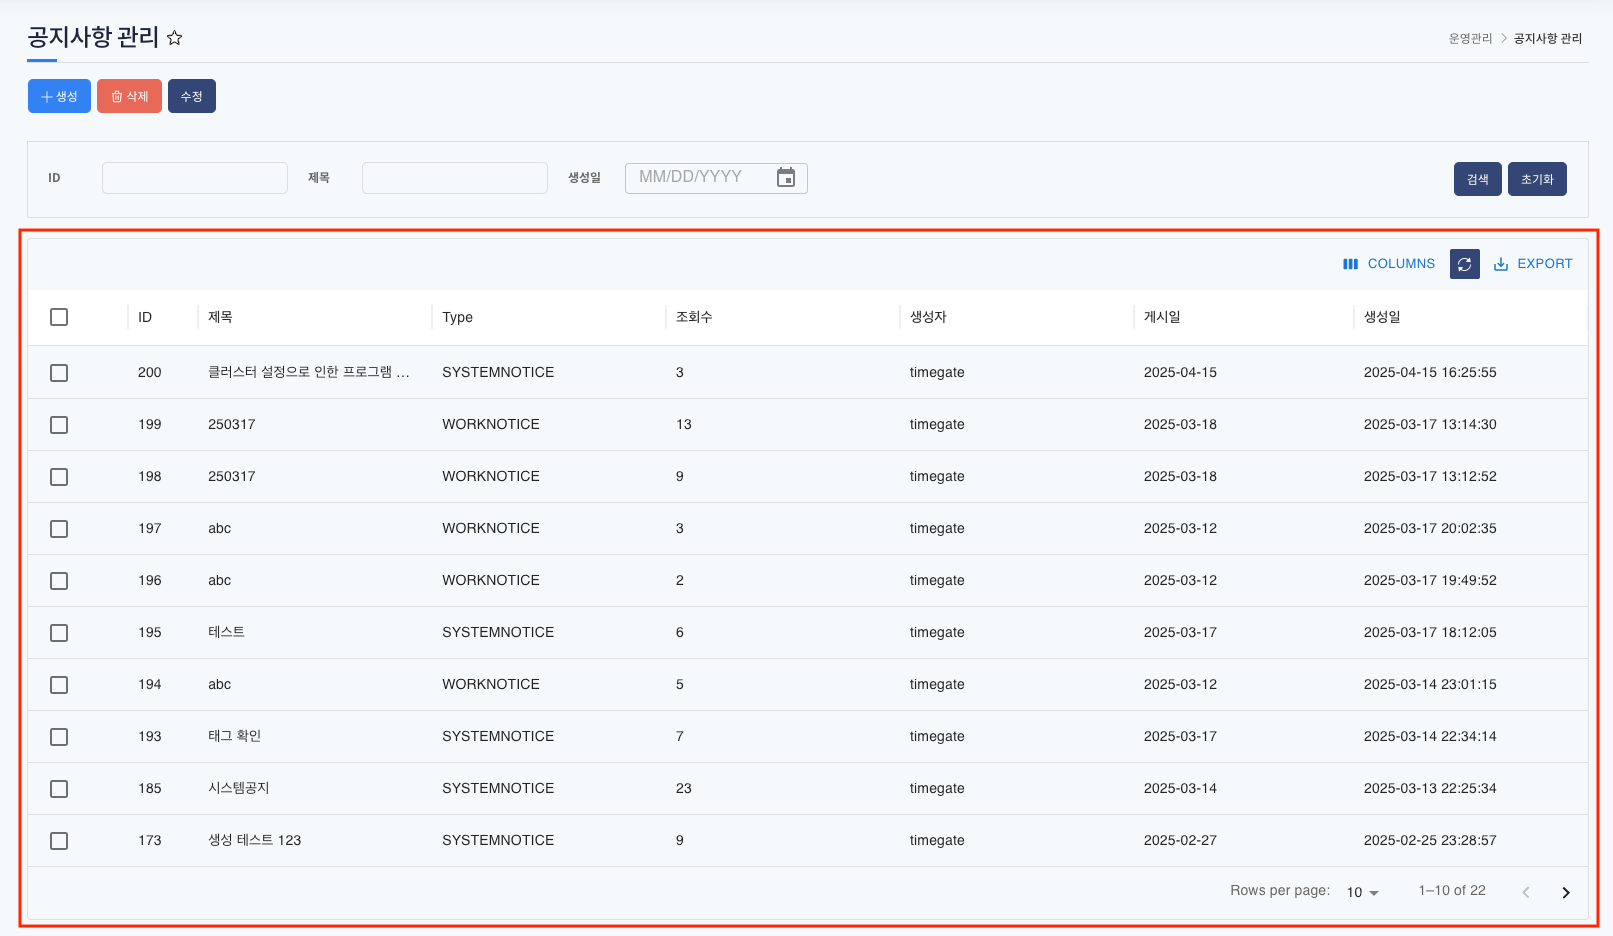 공지사항 관리
운영관리 > 공지사항 관리
생성 삭제 수정
ID 제목 생성일 MM/DD/YYYY 검색 초기화
COLUMNS EXPORT
ID 제목 Type 조회수 생성자 게시일 생성일
200 클러스터 설정으로 인한 프로그램 ... SYSTEMNOTICE 3 timegate 2025-04-15 2025-04-15 16:25:55
199 250317 WORKNOTICE 13 timegate 2025-03-18 2025-03-17 13:14:30
198 250317 WORKNOTICE 9 timegate 2025-03-18 2025-03-17 13:12:52
197 abc WORKNOTICE 3 timegate 2025-03-12 2025-03-17 20:02:35
196 abc WORKNOTICE 2 timegate 2025-03-12 2025-03-17 19:49:52
195 테스트 SYSTEMNOTICE 6 timegate 2025-03-17 2025-03-17 18:12:05
194 abc WORKNOTICE 5 timegate 2025-03-12 2025-03-14 23:01:15
193 태그 확인 SYSTEMNOTICE 7 timegate 2025-03-17 2025-03-14 22:34:14
185 시스템공지 SYSTEMNOTICE 23 timegate 2025-03-14 2025-03-13 22:25:34
173 생성 테스트 123 SYSTEMNOTICE 9 timegate 2025-02-27 2025-02-25 23:28:57
Rows per page: 10 1–10 of 22